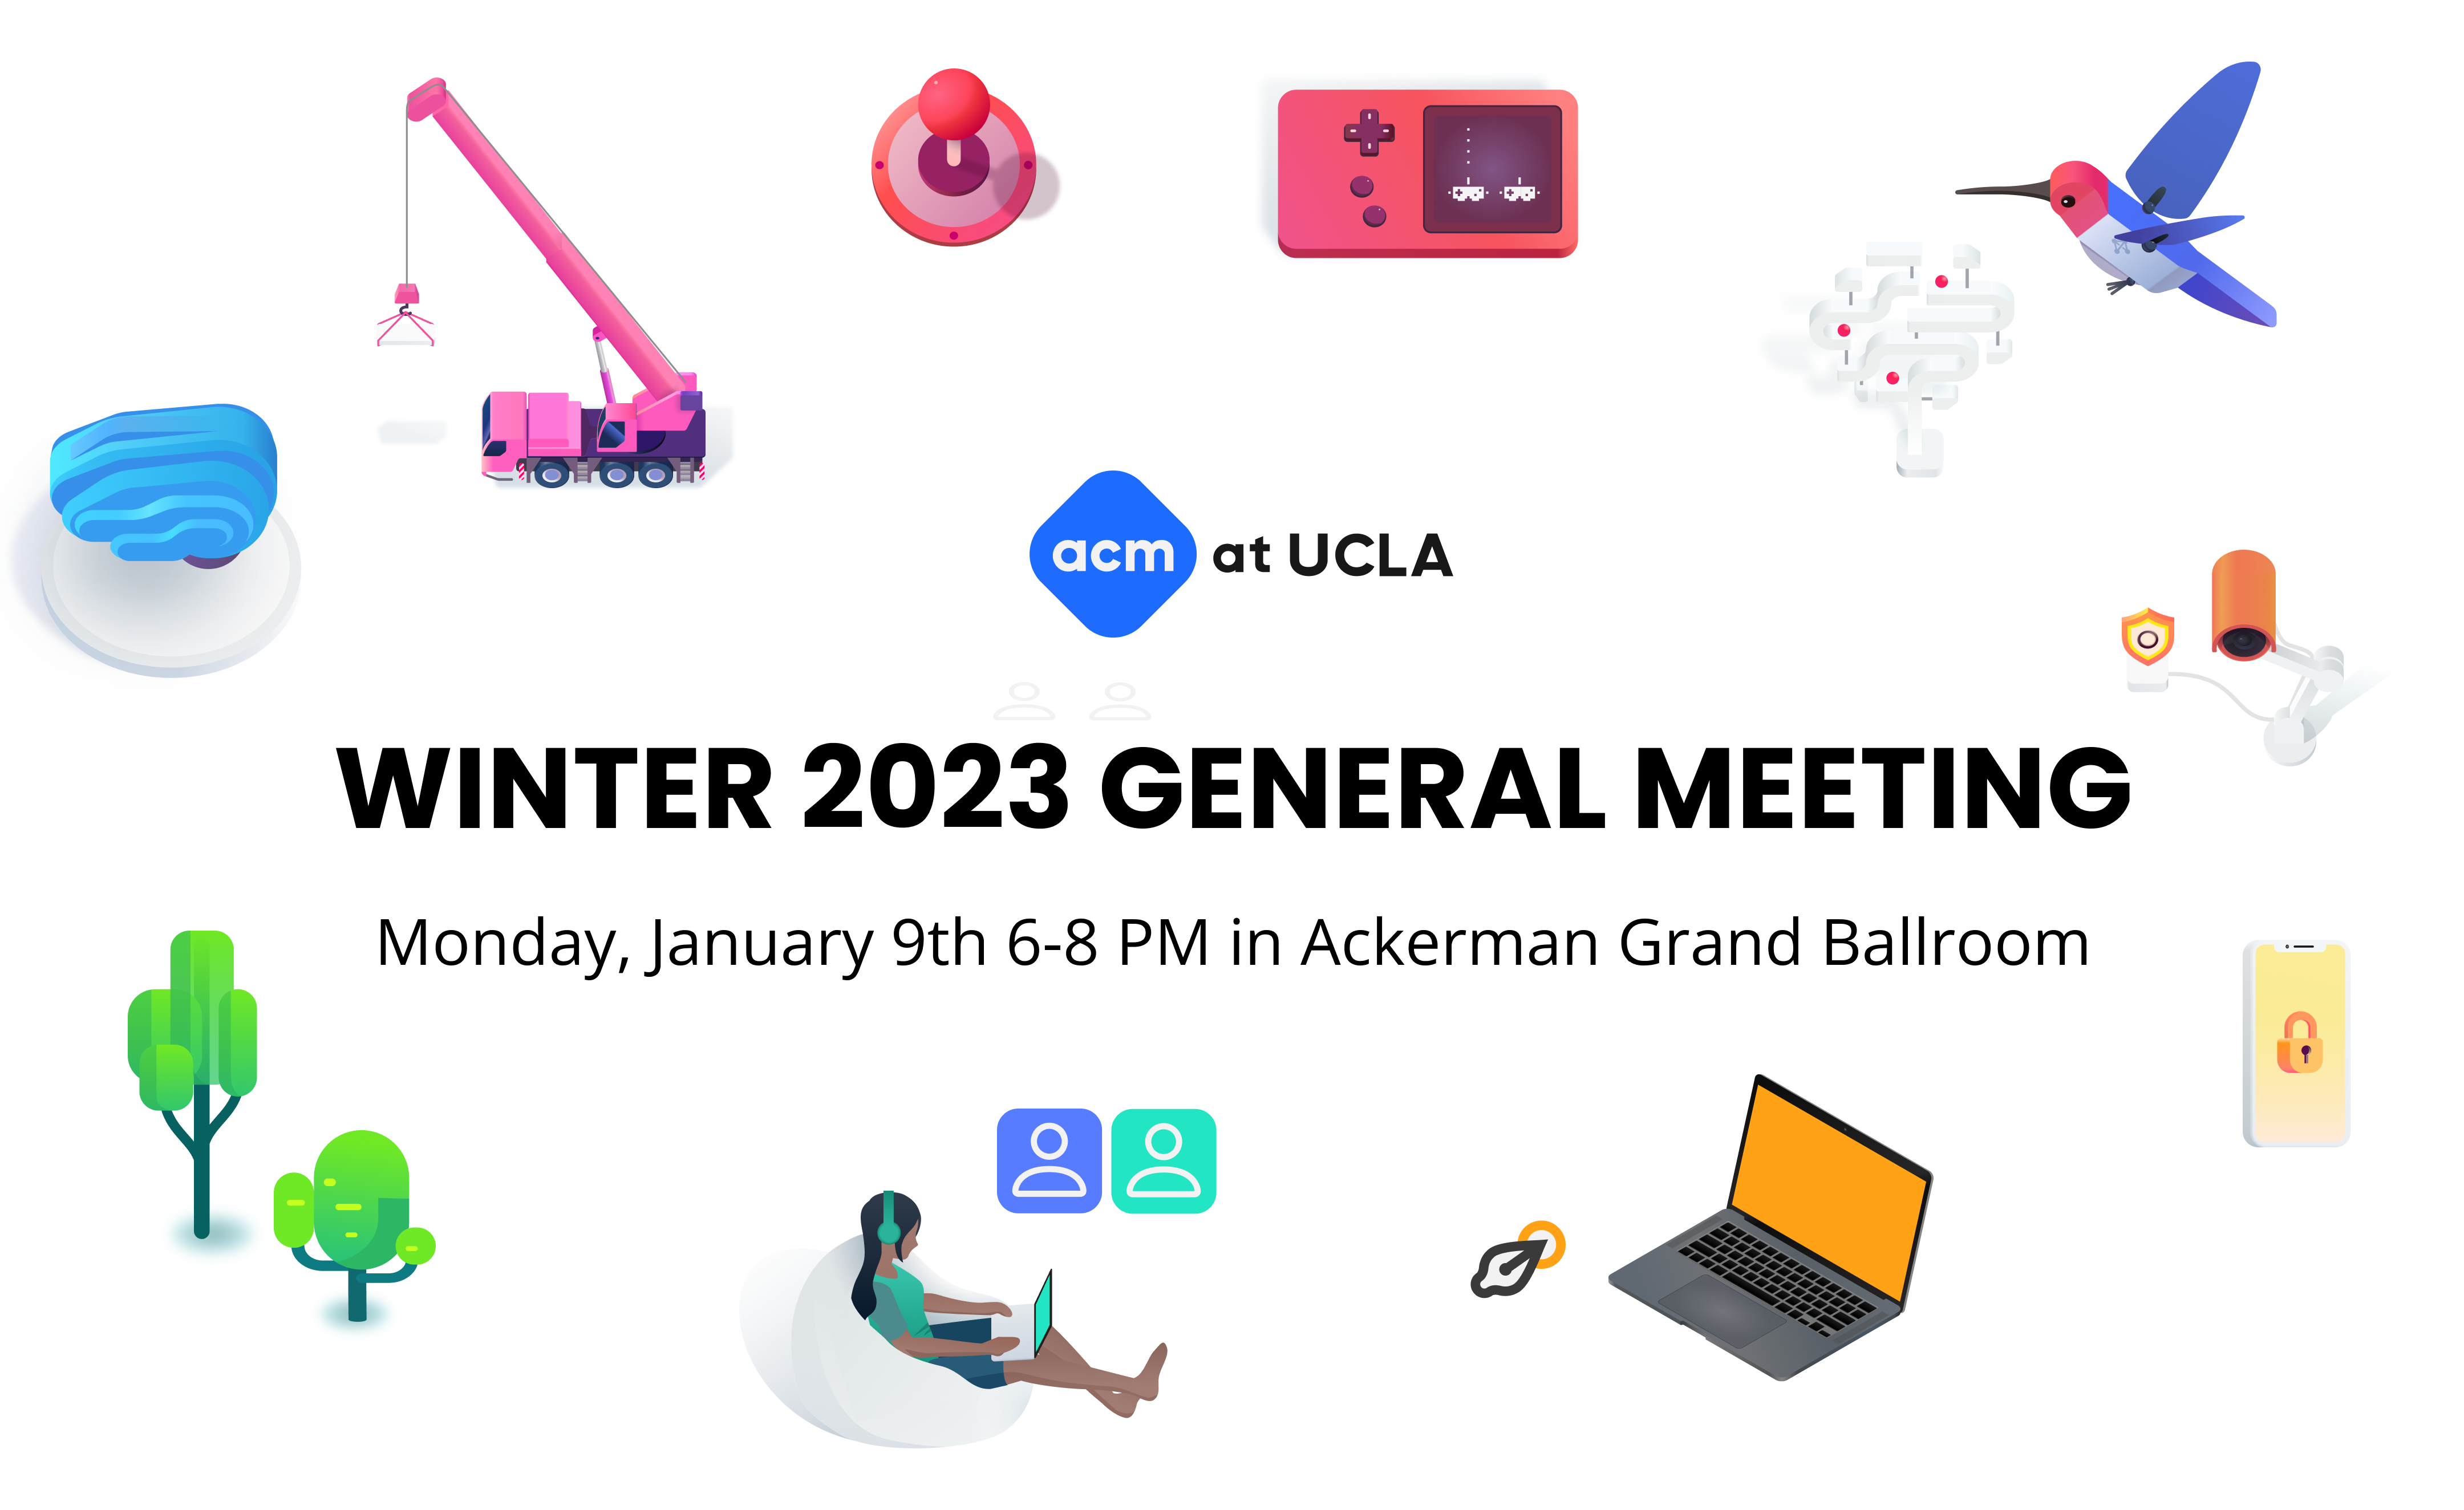 acm at UCLA
WINTER 2023 GENERAL MEETING
Monday, January 9th 6-8 PM in Ackerman Grand Ballroom